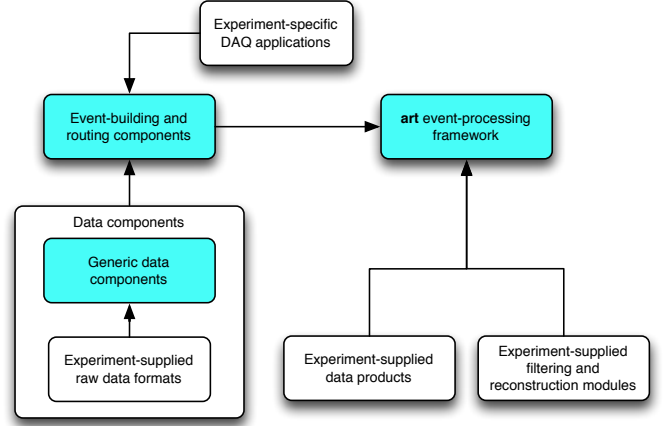 Experiment-specific
DAQ applications
Event-building and
routing components
art event-processing
framework
Data components
Generic data
components
Experiment-supplied
raw data formats
Experiment-supplied
data products
Experiment-supplied
filtering and
reconstruction modules